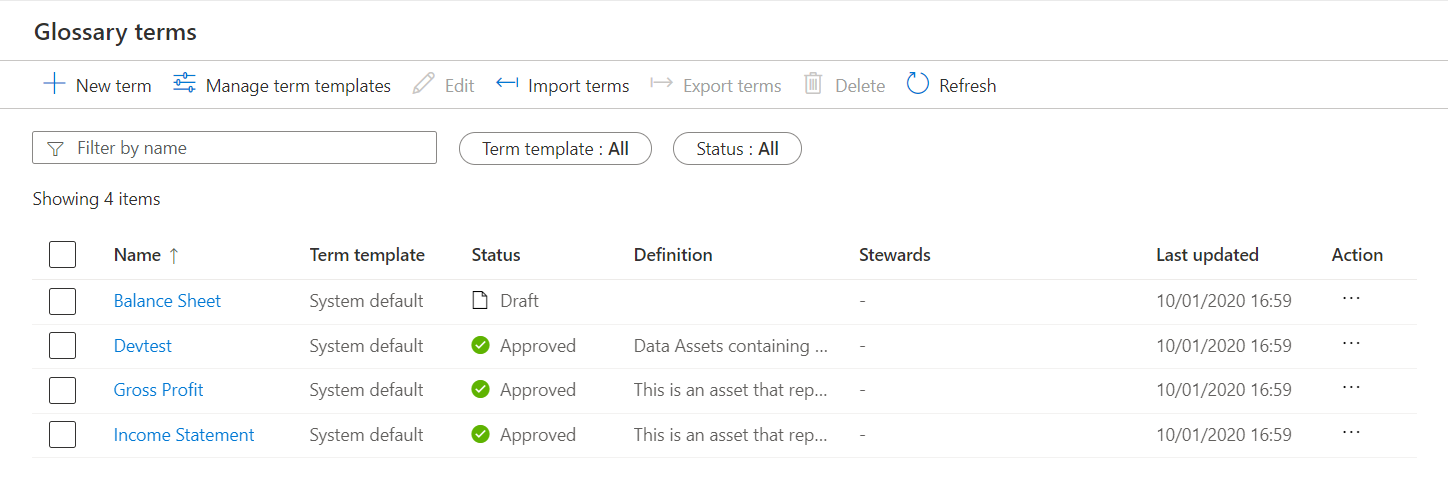 Glossary terms
New term Manage term templates Edit Import terms Export terms Delete Refresh
Filter by name Term template : All Status : All
Showing 4 items
Name ↑ Term template Status Definition Stewards Last updated Action
Balance Sheet System default Draft - 10/01/2020 16:59 ...
Devtest System default Approved Data Assets containing ... - 10/01/2020 16:59 ...
Gross Profit System default Approved This is an asset that rep... - 10/01/2020 16:59 ...
Income Statement System default Approved This is an asset that rep... - 10/01/2020 16:59 ...